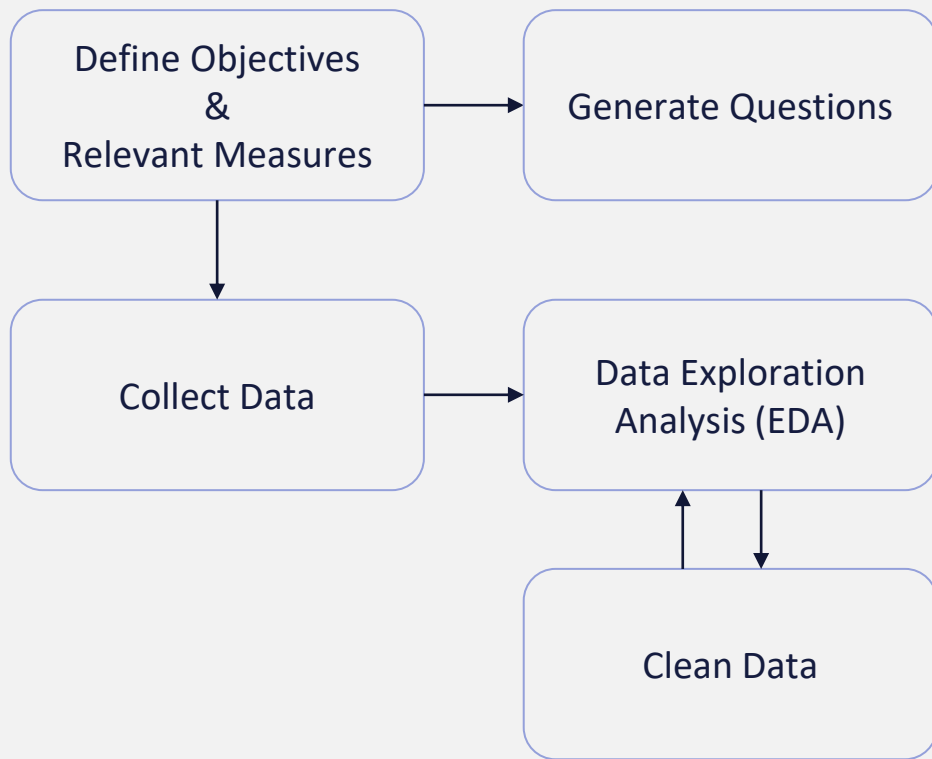 Define Objectives
&
Relevant Measures
Generate Questions
Collect Data
Data Exploration
Analysis (EDA)
Clean Data